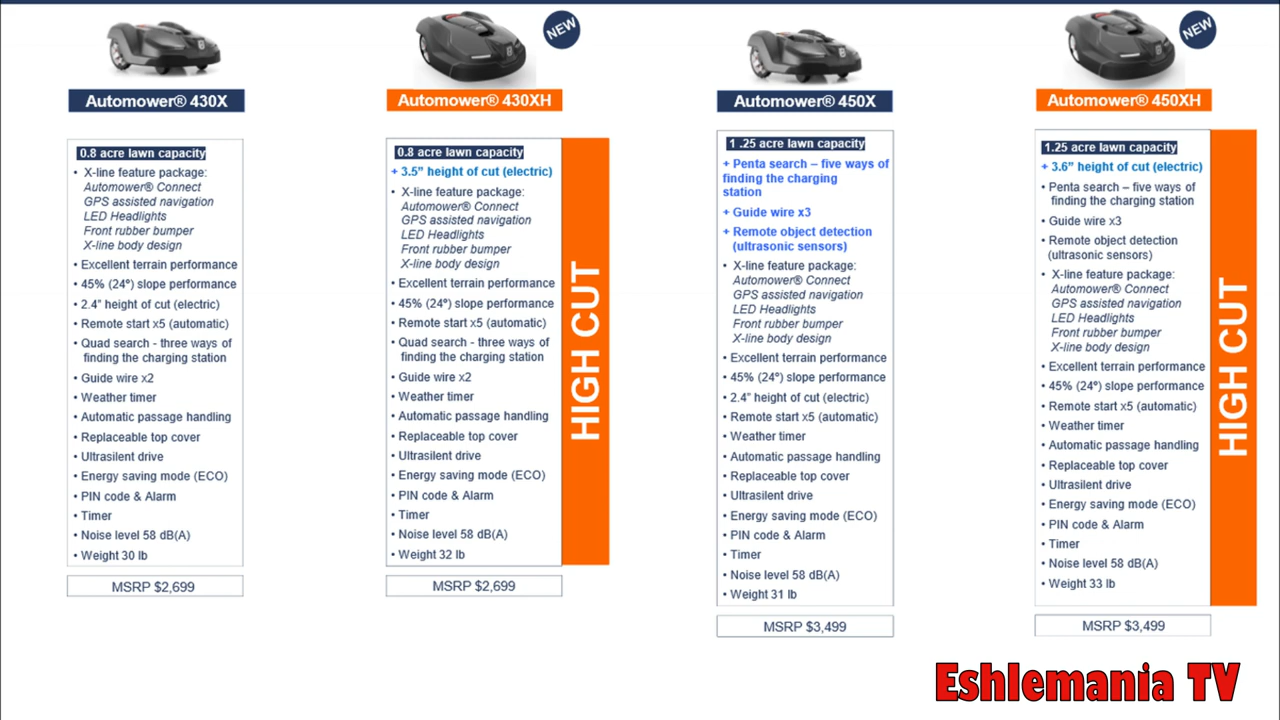 NEW
NEW
Automower® 430X
0.8 acre lawn capacity
• X-line feature package:
Automower® Connect
GPS assisted navigation
LED Headlights
Front rubber bumper
X-line body design
• Excellent terrain performance
• 45% (24º) slope performance
• 2.4” height of cut (electric)
• Remote start x5 (automatic)
• Quad search - three ways of
finding the charging station
• Guide wire x2
• Weather timer
• Automatic passage handling
• Replaceable top cover
• Ultrasilent drive
• Energy saving mode (ECO)
• PIN code & Alarm
• Timer
• Noise level 58 dB(A)
• Weight 30 lb
MSRP $2,699
Automower® 430XH
0.8 acre lawn capacity
+ 3.5” height of cut (electric)
• X-line feature package:
Automower® Connect
GPS assisted navigation
LED Headlights
Front rubber bumper
X-line body design
• Excellent terrain performance
• 45% (24º) slope performance
• Remote start x5 (automatic)
• Quad search - three ways of
finding the charging station
• Guide wire x2
• Weather timer
• Automatic passage handling
• Replaceable top cover
• Ultrasilent drive
• Energy saving mode (ECO)
• PIN code & Alarm
• Timer
• Noise level 58 dB(A)
• Weight 32 lb
HIGH CUT
MSRP $2,699
Automower® 450X
1 .25 acre lawn capacity
+ Penta search – five ways of
finding the charging
station
+ Guide wire x3
+ Remote object detection
(ultrasonic sensors)
• X-line feature package:
Automower® Connect
GPS assisted navigation
LED Headlights
Front rubber bumper
X-line body design
• Excellent terrain performance
• 45% (24º) slope performance
• 2.4” height of cut (electric)
• Remote start x5 (automatic)
• Weather timer
• Automatic passage handling
• Replaceable top cover
• Ultrasilent drive
• Energy saving mode (ECO)
• PIN code & Alarm
• Timer
• Noise level 58 dB(A)
• Weight 31 lb
MSRP $3,499
Automower® 450XH
1.25 acre lawn capacity
+ 3.6” height of cut (electric)
• Penta search – five ways of
finding the charging station
• Guide wire x3
• Remote object detection
(ultrasonic sensors)
• X-line feature package:
Automower® Connect
GPS assisted navigation
LED Headlights
Front rubber bumper
X-line body design
• Excellent terrain performance
• 45% (24º) slope performance
• Remote start x5 (automatic)
• Weather timer
• Automatic passage handling
• Replaceable top cover
• Ultrasilent drive
• Energy saving mode (ECO)
• PIN code & Alarm
• Timer
• Noise level 58 dB(A)
• Weight 33 lb
HIGH CUT
MSRP $3,499
Eshlemania TV